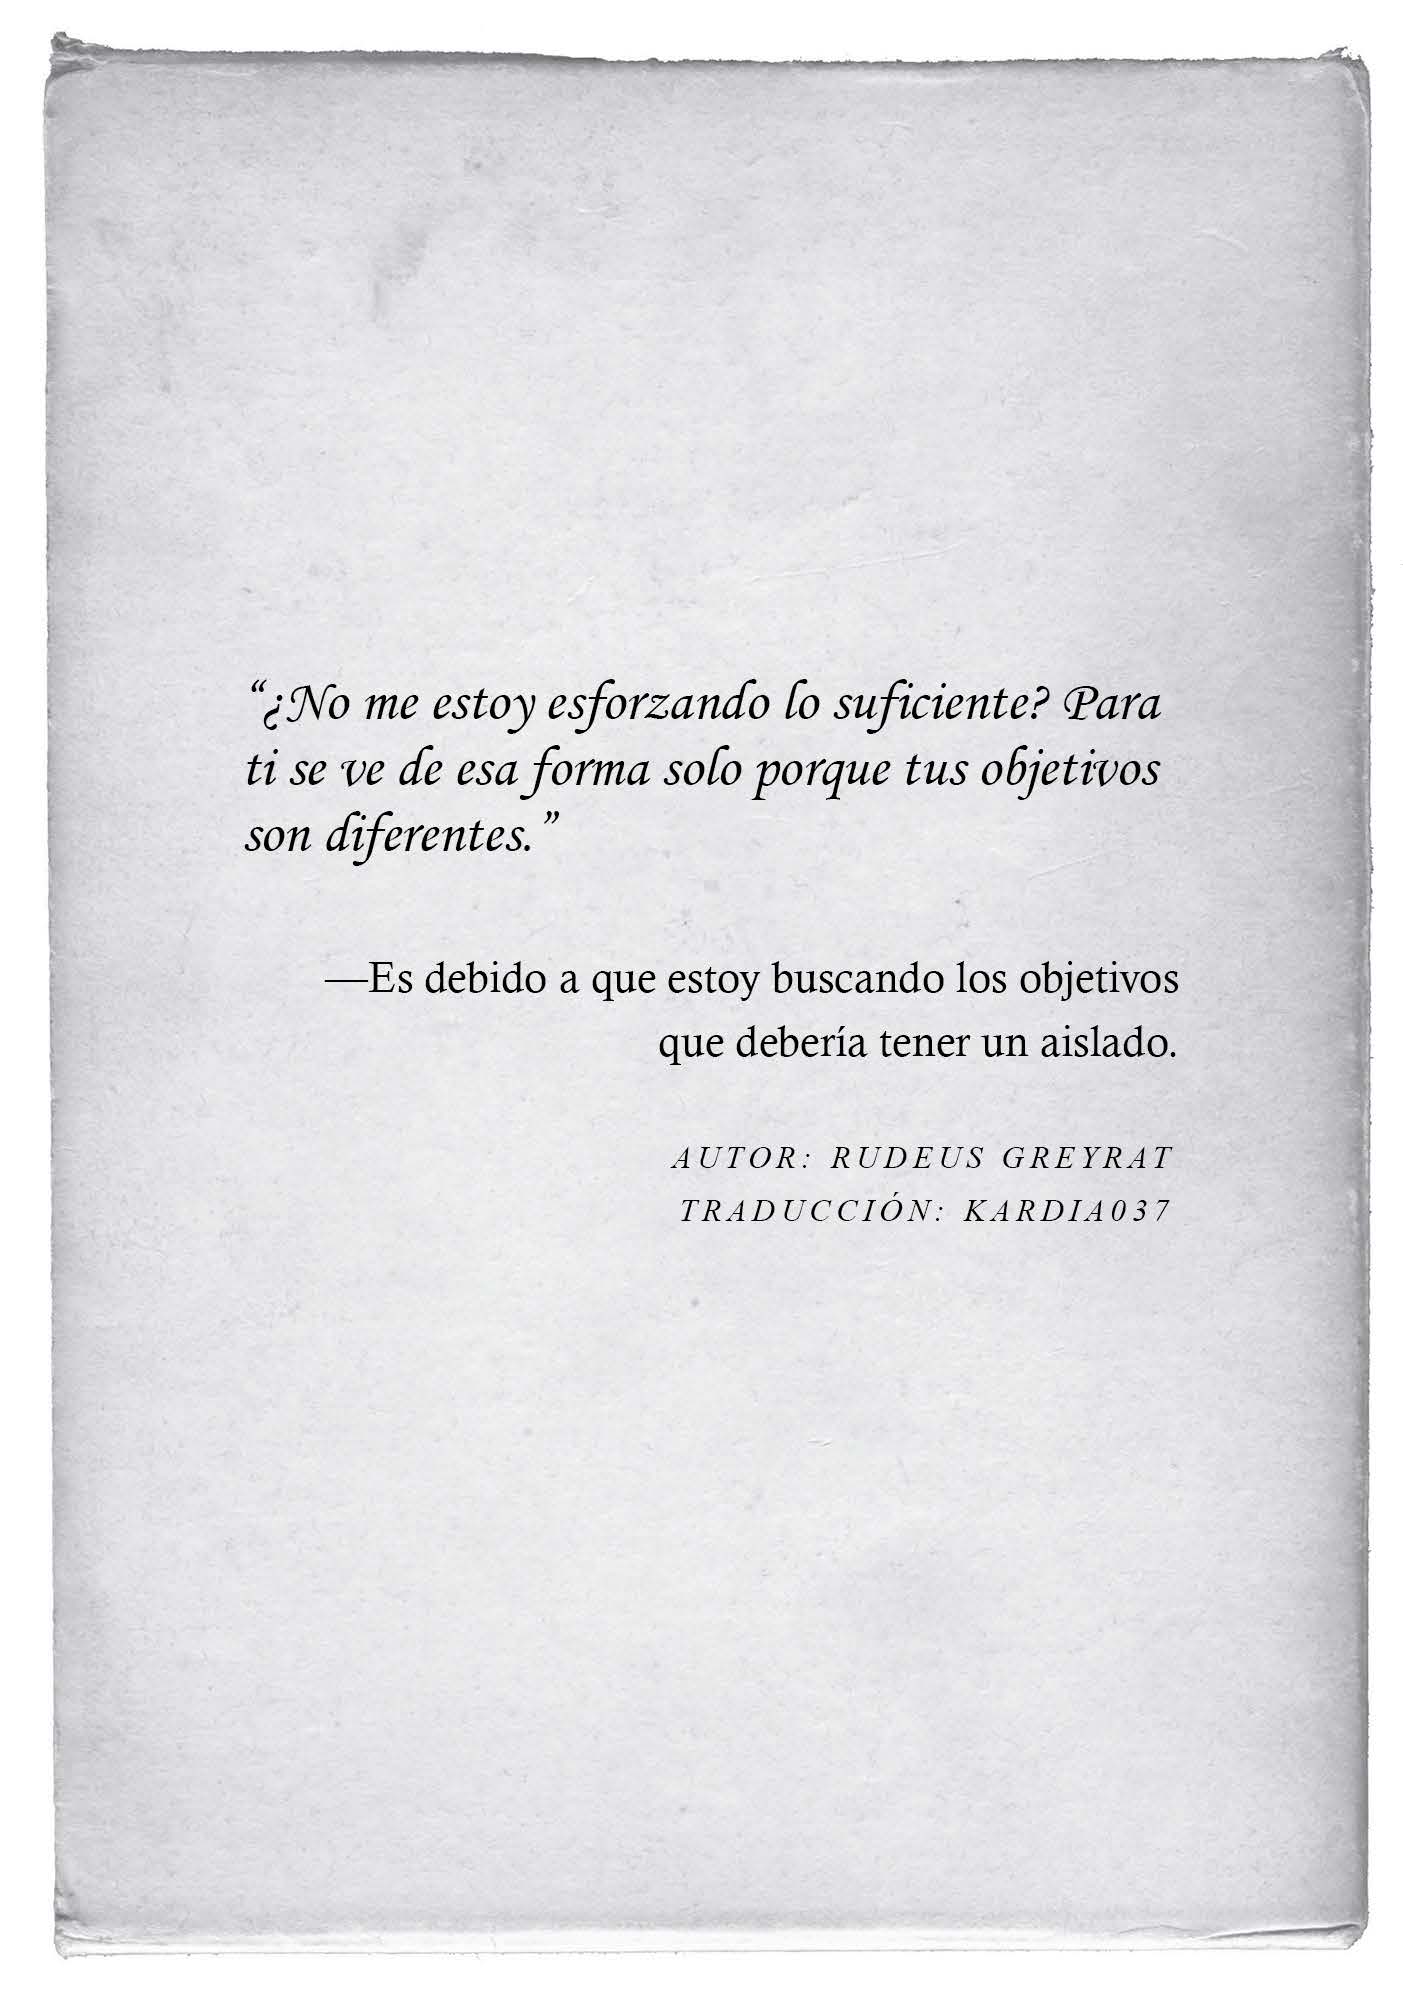 “¿No me estoy esforzando lo suficiente? Para
ti se ve de esa forma solo porque tus objetivos
son diferentes.”
—Es debido a que estoy buscando los objetivos
que debería tener un aislado.
AUTOR: RUDEUS GREYRAT
TRADUCCIÓN: KARDIA037